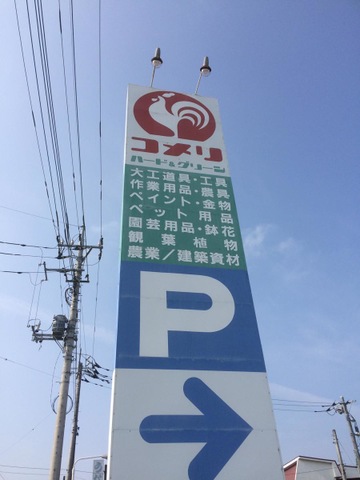 コメリ
ハード&グリーン
大工道具・工具
作業用品・農具
ペイント・金物
ペット用品
園芸用品・鉢花
観葉植物
農業/建築資材
P